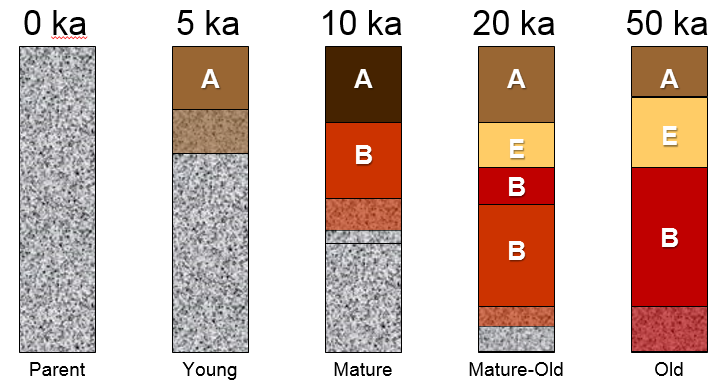 0 ka
5 ka
10 ka
20 ka
50 ka
A
A
B
A
E
B
B
A
E
B
Parent
Young
Mature
Mature-Old
Old